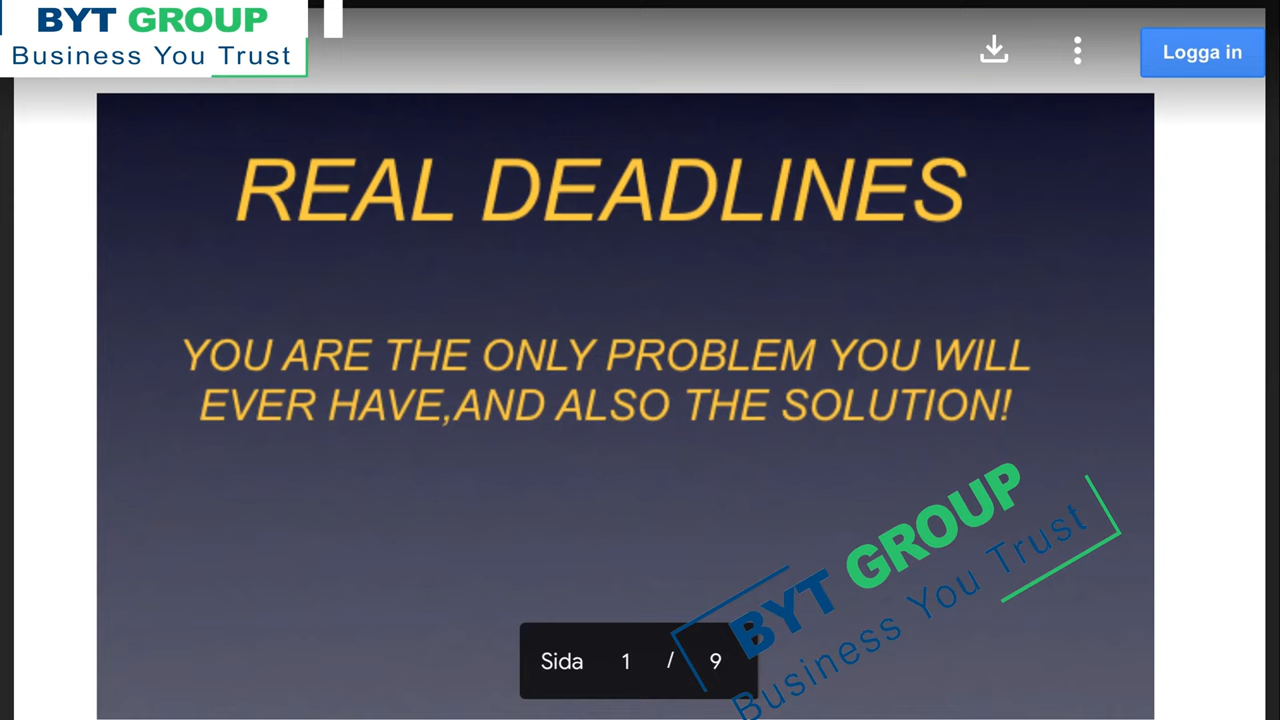 BYT GROUP
Business You Trust
Logga in
REAL DEADLINES
YOU ARE THE ONLY PROBLEM YOU WILL
EVER HAVE,AND ALSO THE SOLUTION!
BYT GROUP
Business You Trust
Sida 1 / 9